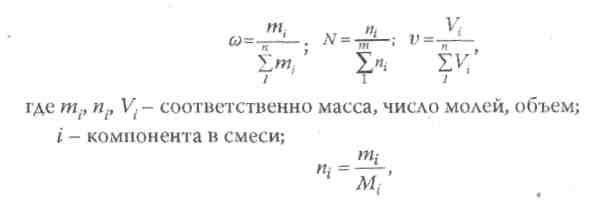 ω = m_i / Σ_1^n m_i ; N = n_i / Σ_1^m n_i ; υ = V_i / Σ_1^n V_i ,
где m_i, n_i, V_i – соответственно масса, число молей, объем;
i – компонента в смеси;
n_i = m_i / M_i ,